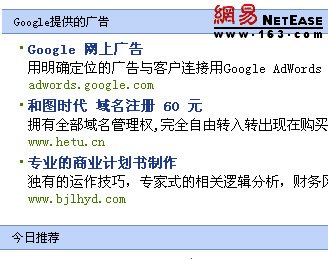 Google提供的广告
網易 NETEASE
www.163.com
Google 网上广告
用明确定位的广告与客户连接用Google AdWords
adwords.google.com
和图时代 域名注册 60 元
拥有全部域名管理权,完全自由转入转出现在购买
www.hetu.cn
专业的商业计划书制作
独有的运作技巧，专家式的相关逻辑分析，财务
www.bjlhyd.com
今日推荐